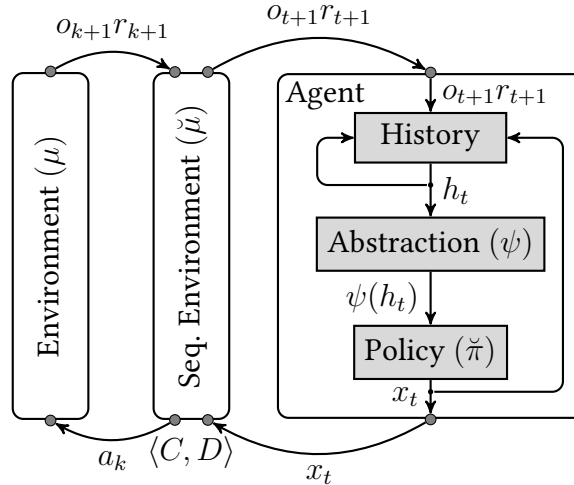 o_{k+1}r_{k+1}
o_{t+1}r_{t+1}
Environment (μ)
Seq. Environment (μ̆)
Agent
o_{t+1}r_{t+1}
History
h_t
Abstraction (ψ)
ψ(h_t)
Policy (π̆)
x_t
a_k
⟨C, D⟩
x_t